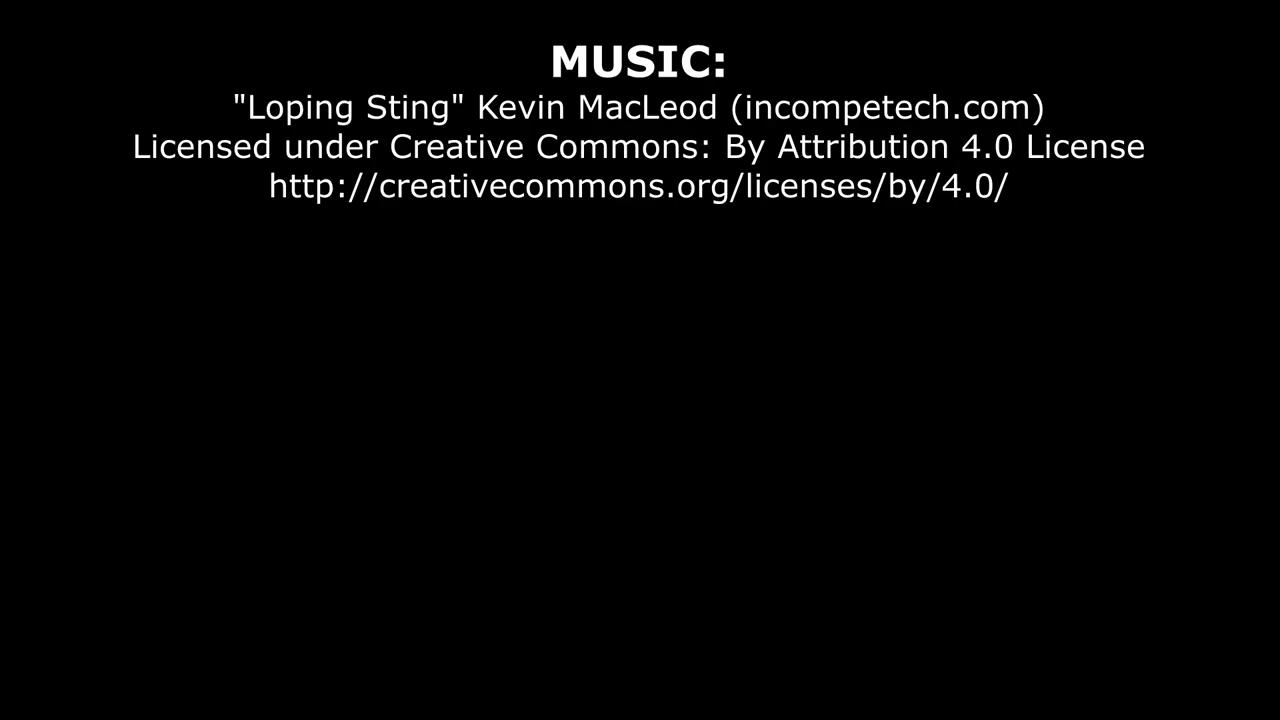 MUSIC:
"Loping Sting" Kevin MacLeod (incompetech.com)
Licensed under Creative Commons: By Attribution 4.0 License
http://creativecommons.org/licenses/by/4.0/